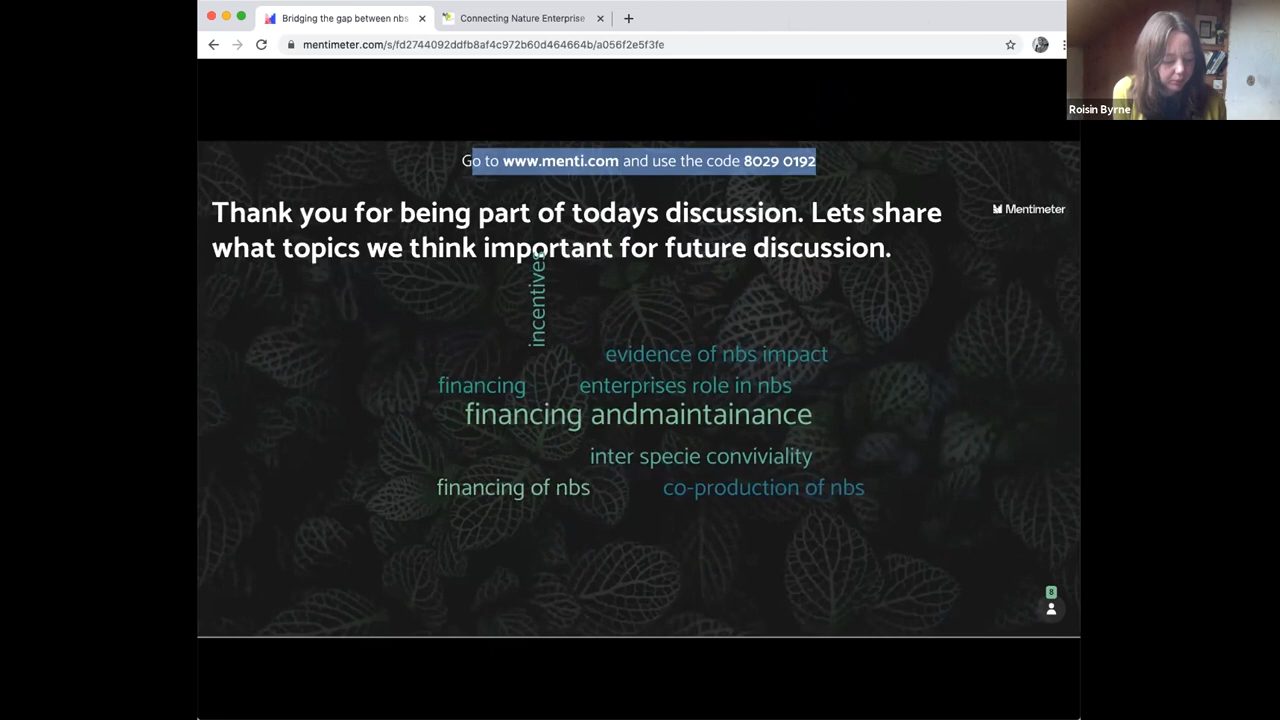 Bridging the gap between nbs
Connecting Nature Enterprise
mentimeter.com/s/fd2744092ddfb8af4c972b60d464664b/a056f2e5f3fe
Roisin Byrne
Go to www.menti.com and use the code 8029 0192
Thank you for being part of todays discussion. Lets share
what topics we think important for future discussion.
Mentimeter
incentives
evidence of nbs impact
financing
enterprises role in nbs
financing andmaintainance
inter specie conviviality
financing of nbs
co-production of nbs
8